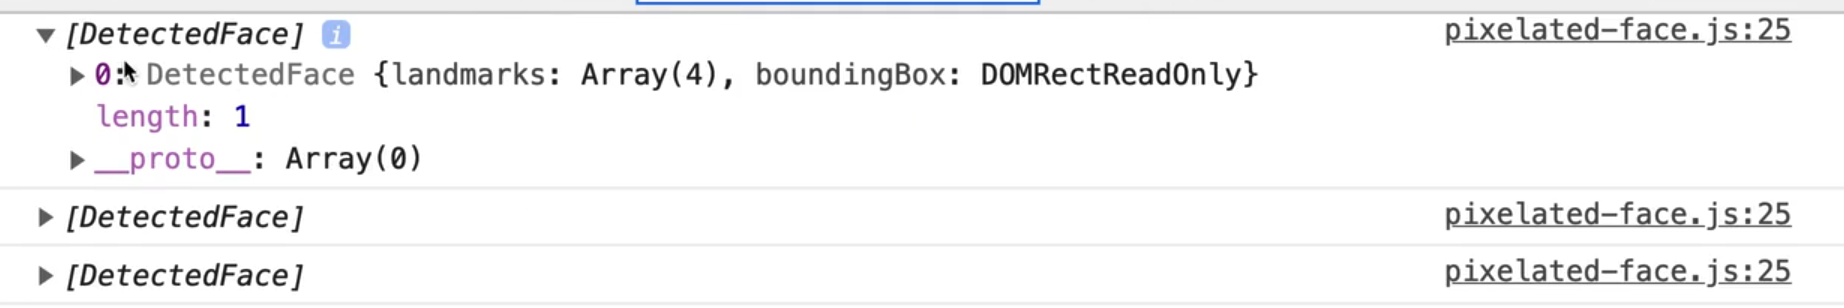 [DetectedFace] i pixelated-face.js:25
0: DetectedFace {landmarks: Array(4), boundingBox: DOMRectReadOnly}
length: 1
__proto__: Array(0)
[DetectedFace] pixelated-face.js:25
[DetectedFace] pixelated-face.js:25